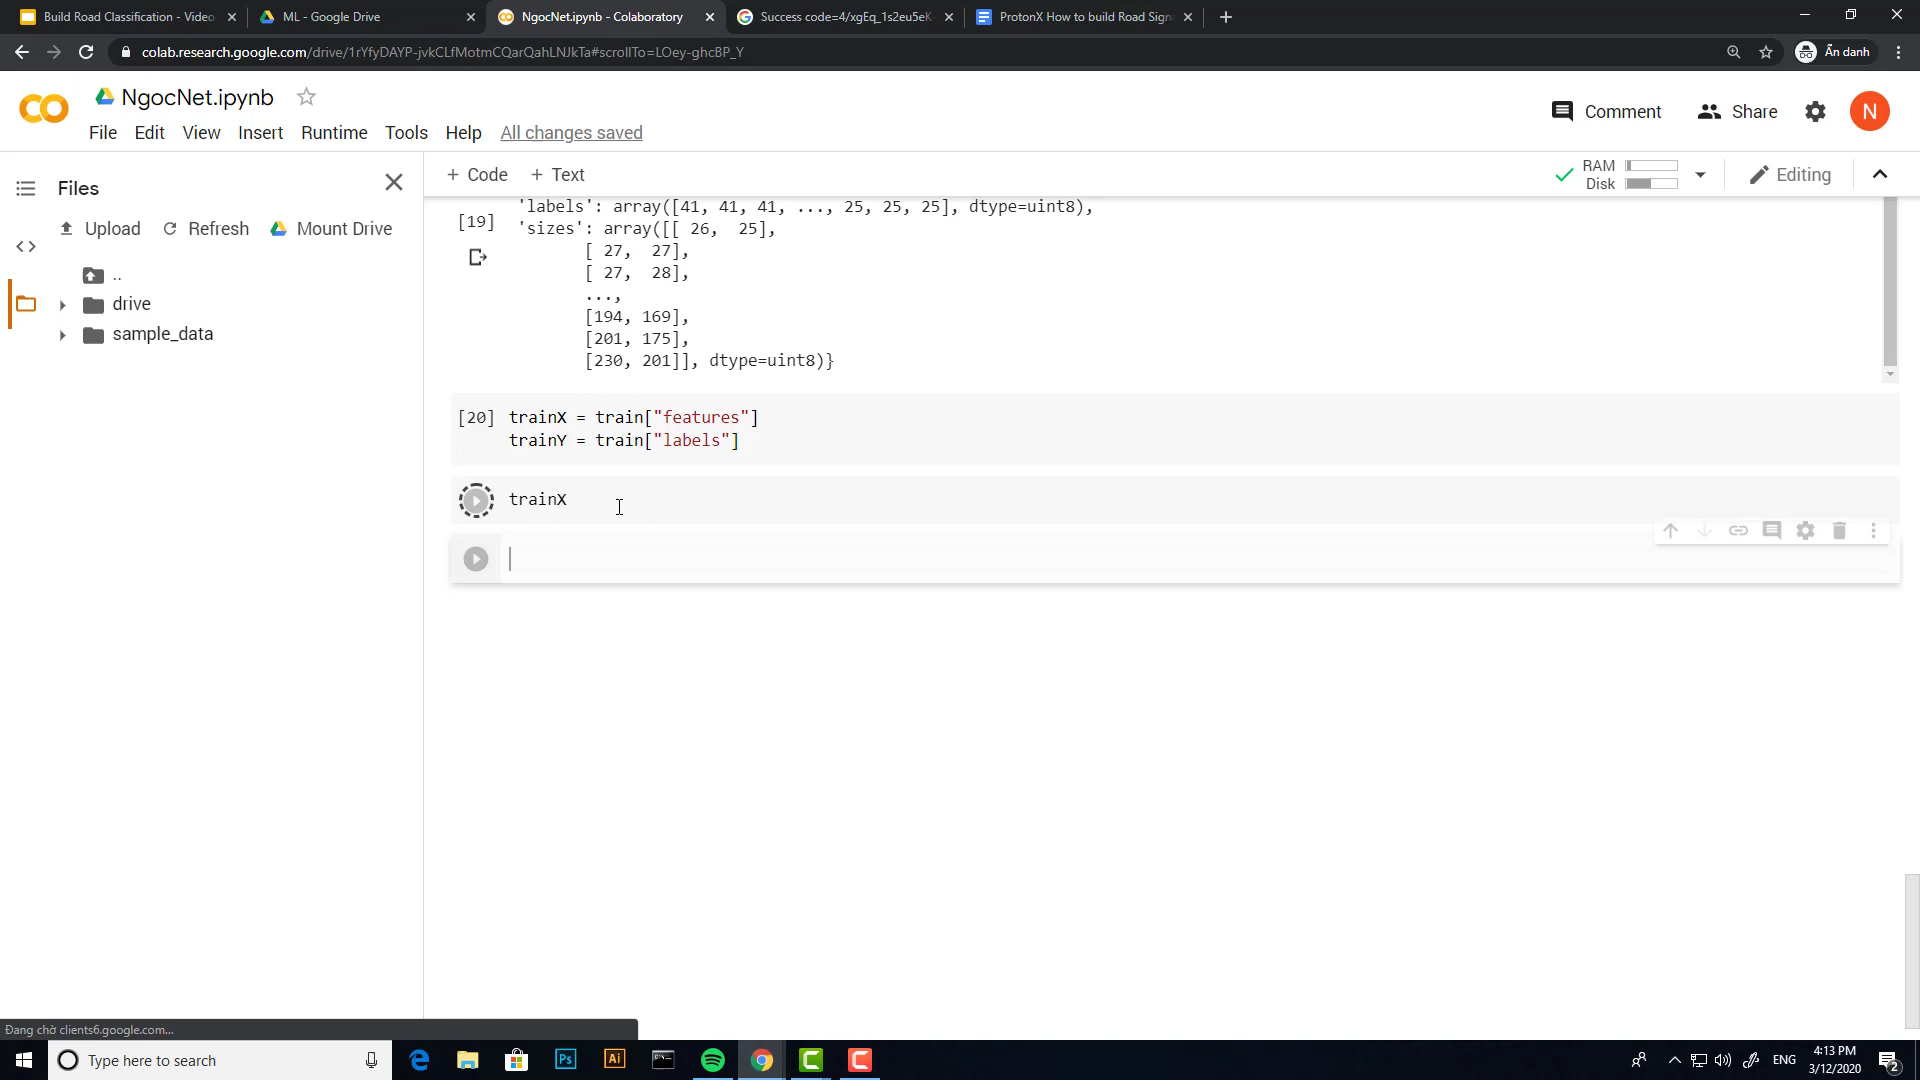 Build Road Classification - Video
ML - Google Drive
NgocNet.ipynb - Colaboratory
Success code=4/xgEq_1s2eu5eK
ProtonX How to build Road Sign
colab.research.google.com/drive/1rYfyDAYP-jvkCLfMotmCQarQahLNJkTa#scrollTo=LOey-ghcBP_Y
Ẩn danh
NgocNet.ipynb
Comment
Share
N
File Edit View Insert Runtime Tools Help All changes saved
Files
+ Code + Text
RAM
Disk
Editing
Upload Refresh Mount Drive
..
drive
sample_data
[19]
'labels': array([41, 41, 41, ..., 25, 25, 25], dtype=uint8),
'sizes': array([[ 26,  25],
[ 27,  27],
[ 27,  28],
...,
[194, 169],
[201, 175],
[230, 201]], dtype=uint8)}
[20] trainX = train["features"]
trainY = train["labels"]
trainX
Đang chờ clients6.google.com...
Type here to search
Ps
Ai
ENG
4:13 PM
3/12/2020
2